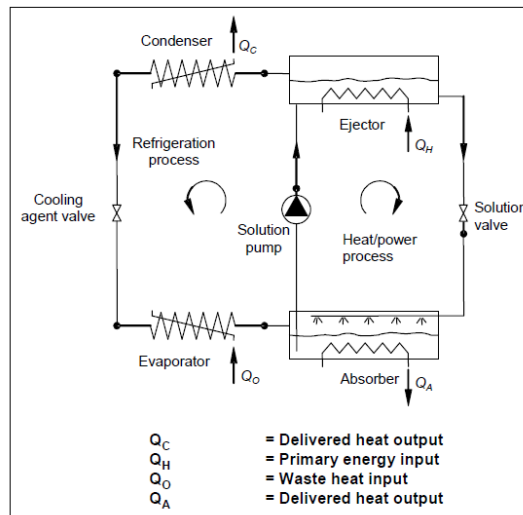 Condenser
Q_C
Ejector
Q_H
Refrigeration
process
Cooling
agent valve
Solution
pump
Heat/power
process
Solution
valve
Evaporator
Q_O
Absorber
Q_A
Q_C = Delivered heat output
Q_H = Primary energy input
Q_O = Waste heat input
Q_A = Delivered heat output